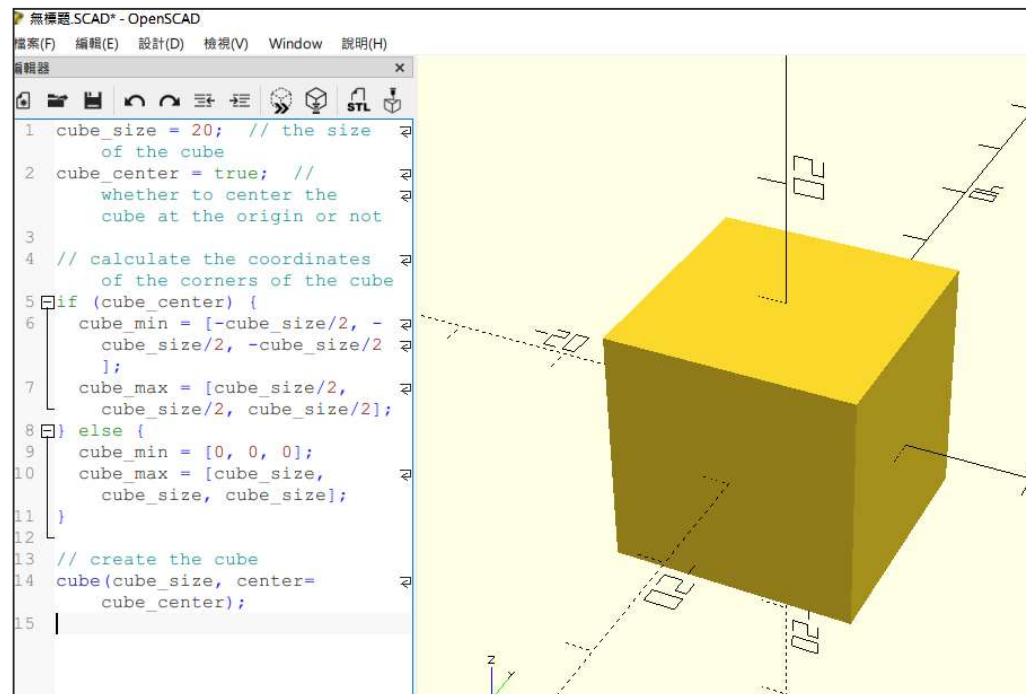 無標題.SCAD* - OpenSCAD
檔案(F) 編輯(E) 設計(D) 檢視(V) Window 說明(H)
編輯器
STL
1 cube_size = 20; // the size
of the cube
2 cube_center = true; //
whether to center the
cube at the origin or not
3
4 // calculate the coordinates
of the corners of the cube
5 if (cube_center) {
6 cube_min = [-cube_size/2, -
cube_size/2, -cube_size/2
];
7 cube_max = [cube_size/2,
cube_size/2, cube_size/2];
8 } else {
9 cube_min = [0, 0, 0];
10 cube_max = [cube_size,
cube_size, cube_size];
11 }
12
13 // create the cube
14 cube(cube_size, center=
cube_center);
15
20
20
20
20
z
y